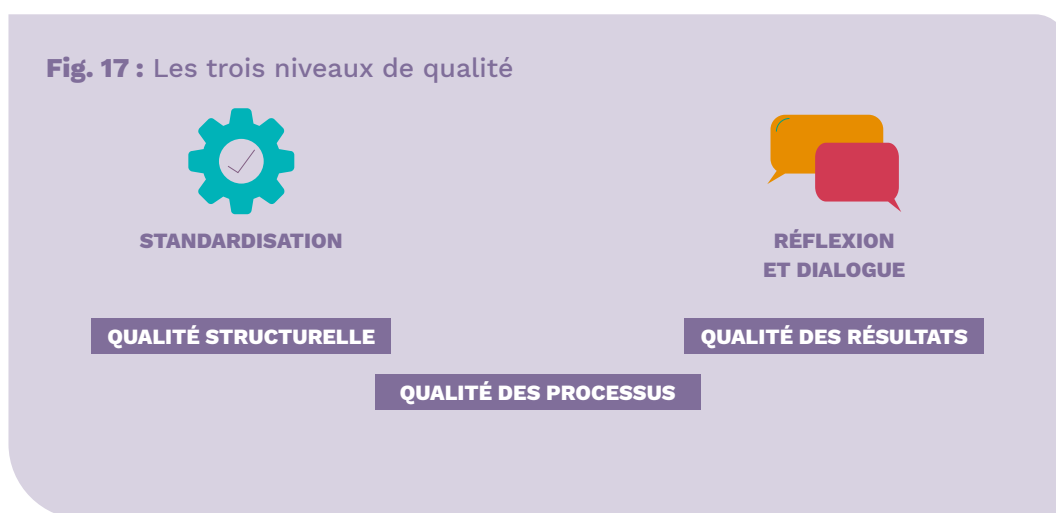 Fig. 17 : Les trois niveaux de qualité
STANDARDISATION
RÉFLEXION
ET DIALOGUE
QUALITÉ STRUCTURELLE
QUALITÉ DES RÉSULTATS
QUALITÉ DES PROCESSUS